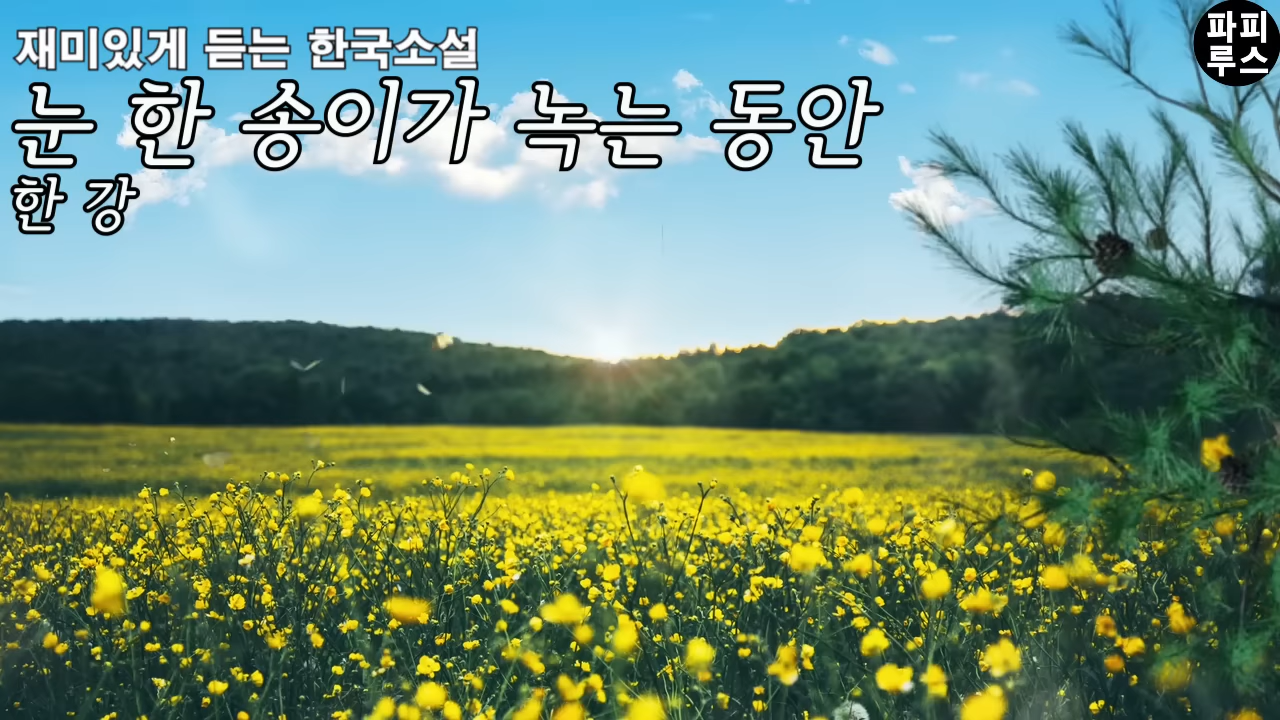 재미있게 듣는 한국소설
눈 한 송이가 녹는 동안
한 강
파피
루스